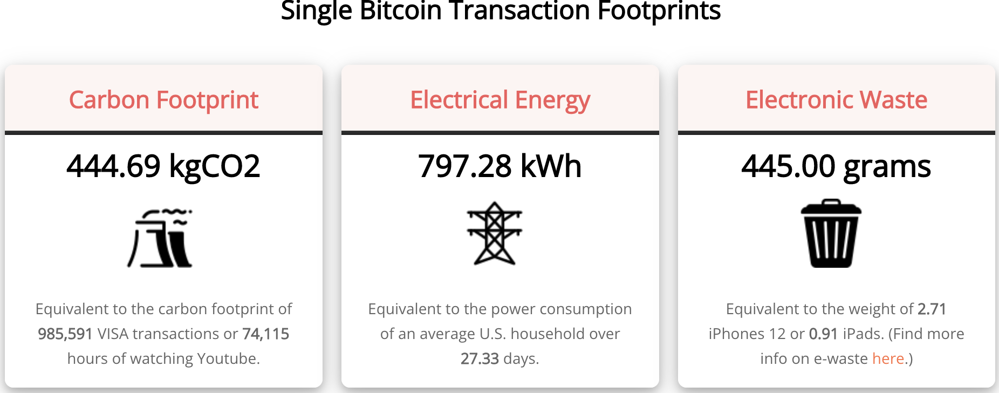 Single Bitcoin Transaction Footprints
Carbon Footprint
444.69 kgCO2
Equivalent to the carbon footprint of
985,591 VISA transactions or 74,115
hours of watching Youtube.
Electrical Energy
797.28 kWh
Equivalent to the power consumption
of an average U.S. household over
27.33 days.
Electronic Waste
445.00 grams
Equivalent to the weight of 2.71
iPhones 12 or 0.91 iPads. (Find more
info on e-waste here.)